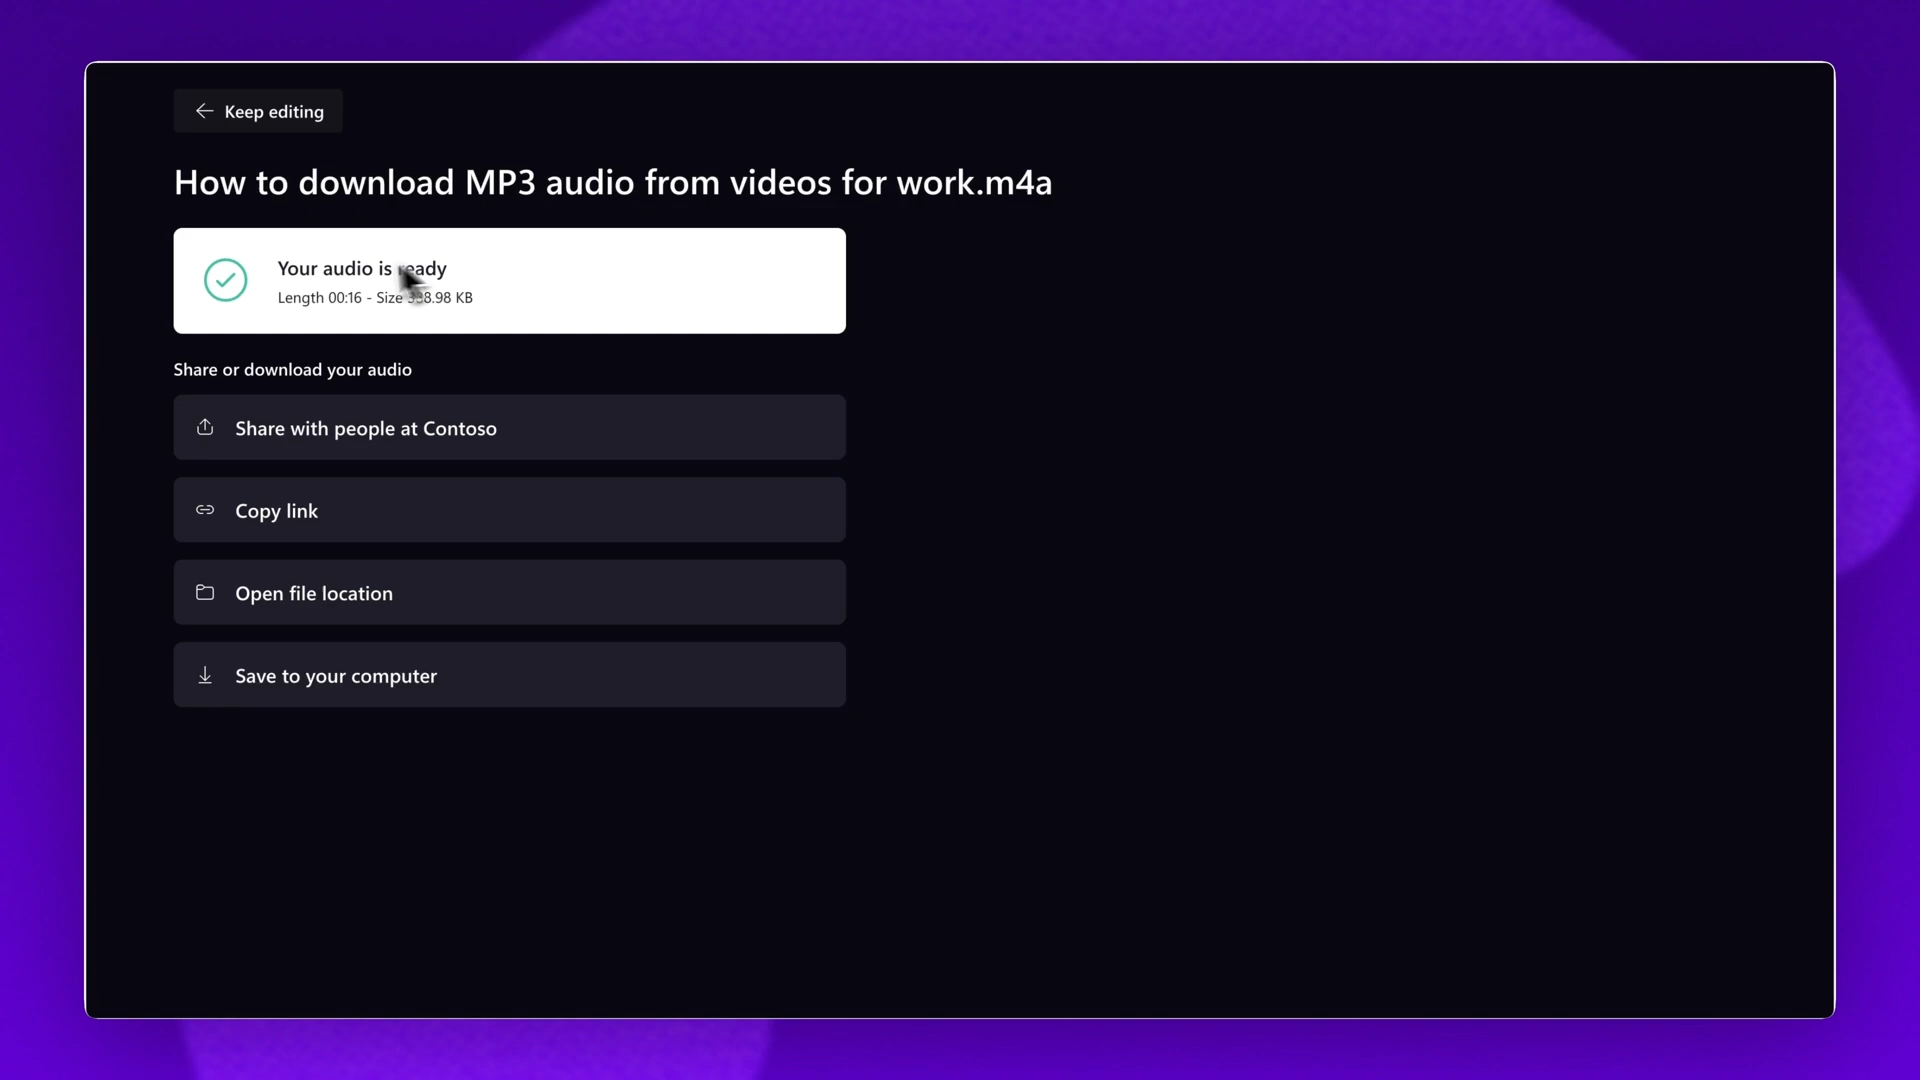 Keep editing
How to download MP3 audio from videos for work.m4a
Your audio is ready
Length 00:16 - Size KB
Share or download your audio
Share with people at Contoso
Copy link
Open file location
Save to your computer